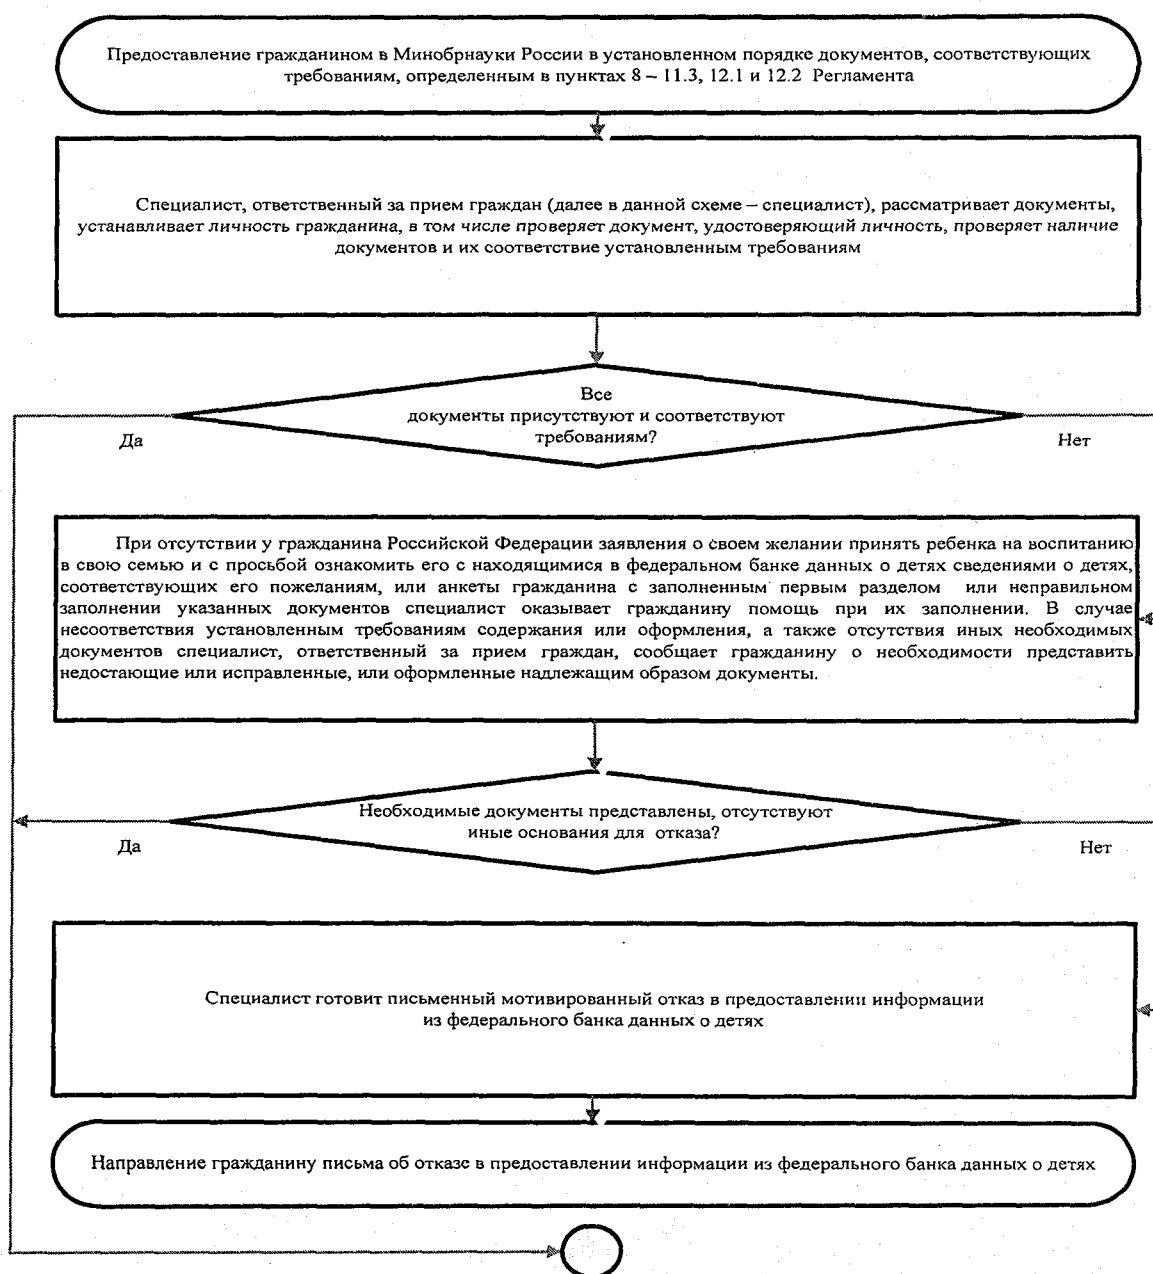 Предоставление гражданином в Минобрнауки России в установленном порядке документов, соответствующих
требованиям, определенным в пунктах 8 – 11.3, 12.1 и 12.2 Регламента
Специалист, ответственный за прием граждан (далее в данной схеме – специалист), рассматривает документы,
устанавливает личность гражданина, в том числе проверяет документ, удостоверяющий личность, проверяет наличие
документов и их соответствие установленным требованиям
Все
документы присутствуют и соответствуют
требованиям?
Да
Нет
При отсутствии у гражданина Российской Федерации заявления о своем желании принять ребенка на воспитанию
в свою семью и с просьбой ознакомить его с находящимися в федеральном банке данных о детях сведениями о детях,
соответствующих его пожеланиям, или анкеты гражданина с заполненным первым разделом или неправильном
заполнении указанных документов специалист оказывает гражданину помощь при их заполнении. В случае
несоответствия установленным требованиям содержания или оформления, а также отсутствия иных необходимых
документов специалист, ответственный за прием граждан, сообщает гражданину о необходимости представить
недостающие или исправленные, или оформленные надлежащим образом документы.
Необходимые документы представлены, отсутствуют
иные основания для отказа?
Да
Нет
Специалист готовит письменный мотивированный отказ в предоставлении информации
из федерального банка данных о детях
Направление гражданину письма об отказе в предоставлении информации из федерального банка данных о детях